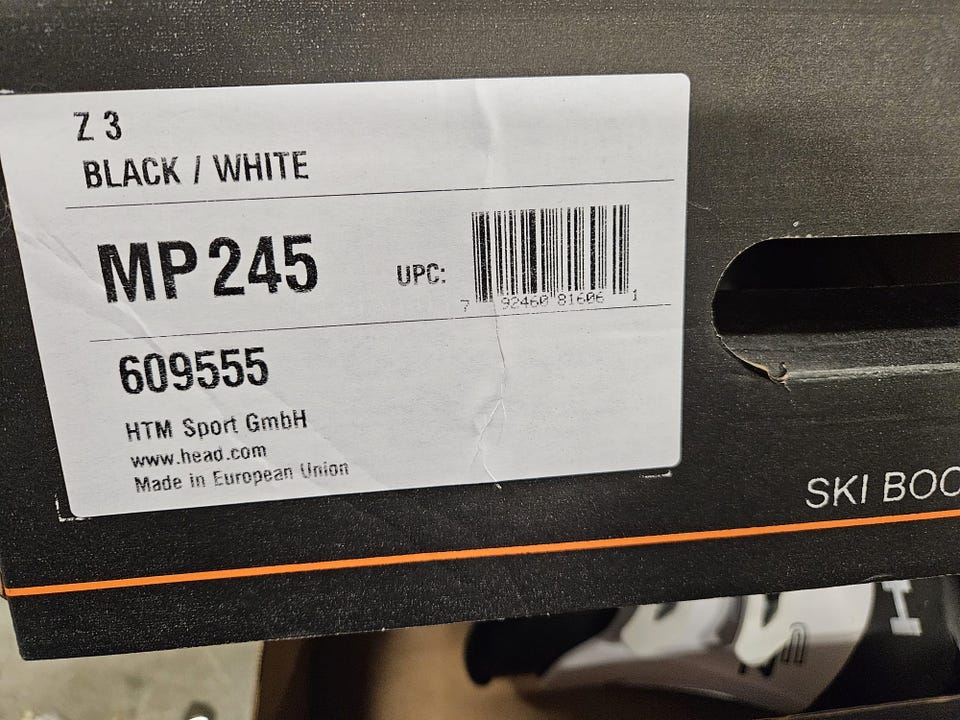 Z 3
BLACK / WHITE
MP 245
UPC:
7 92460 81606 1
609555
HTM Sport GmbH
www.head.com
Made in European Union
SKI BOO